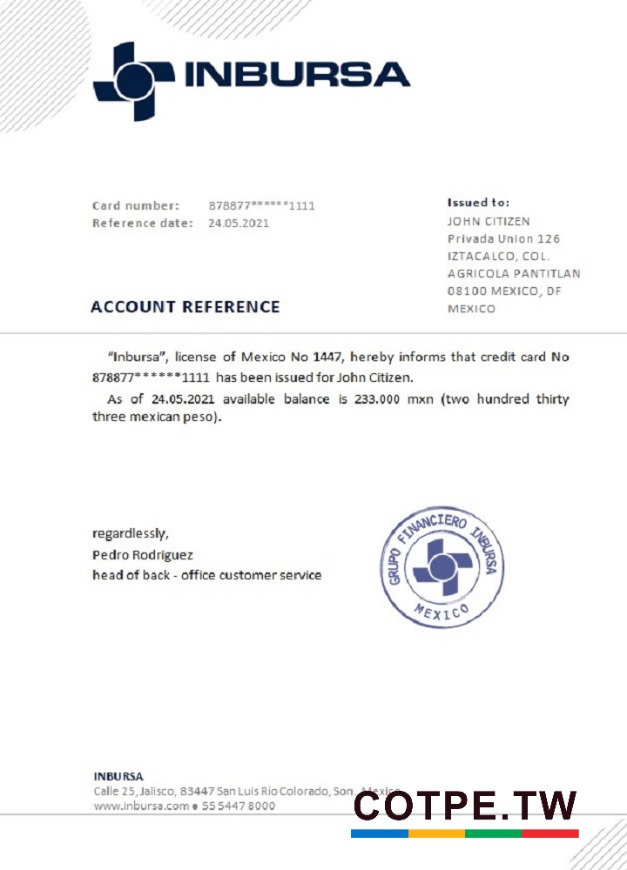 INBURSA
Card number: 878877******1111
Reference date: 24.05.2021
Issued to:
JOHN CITIZEN
Privada Union 126
IZTACALCO, COL.
AGRICOLA PANTITLAN
08100 MEXICO, DF
MEXICO
ACCOUNT REFERENCE
“Inbursa”, license of Mexico No 1447, hereby informs that credit card No
878877******1111 has been issued for John Citizen.
As of 24.05.2021 available balance is 233.000 mxn (two hundred thirty
three mexican peso).
regardlessly,
Pedro Rodriguez
head of back - office customer service
GRUPO FINANCIERO INBURSA
MEXICO
INBURSA
Calle 25, Jalisco, 83447 San Luis Río Colorado, Son., Mexico
www.inbursa.com ● 55 5447 8000
COTPE.TW